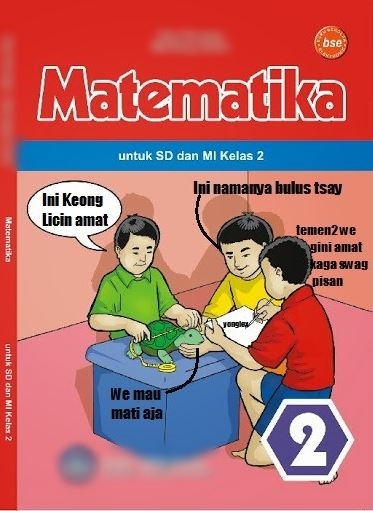 bse
Matematika
untuk SD dan MI Kelas 2
Ini Keong
Licin amat
Ini namanya bulus tsay
temen2 we
gini amat
kaga swag
pisan
yonglex
We mau
mati aja
2
Matematika
untuk SD dan MI Kelas 2